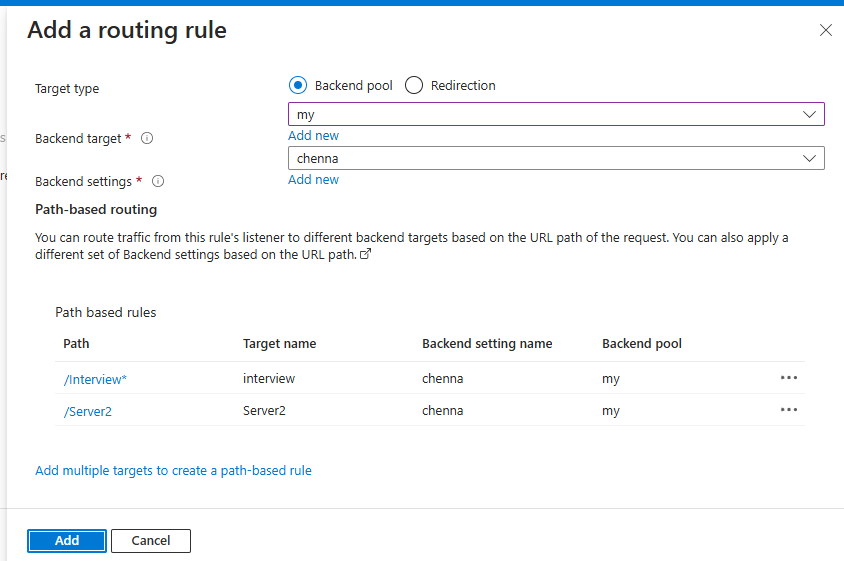 Add a routing rule
Target type
Backend pool
Redirection
my
Backend target *
Add new
chenna
Backend settings *
Add new
Path-based routing
You can route traffic from this rule's listener to different backend targets based on the URL path of the request. You can also apply a
different set of Backend settings based on the URL path.
Path based rules
Path Target name Backend setting name Backend pool
/Interview* interview chenna my
/Server2 Server2 chenna my
Add multiple targets to create a path-based rule
Add Cancel